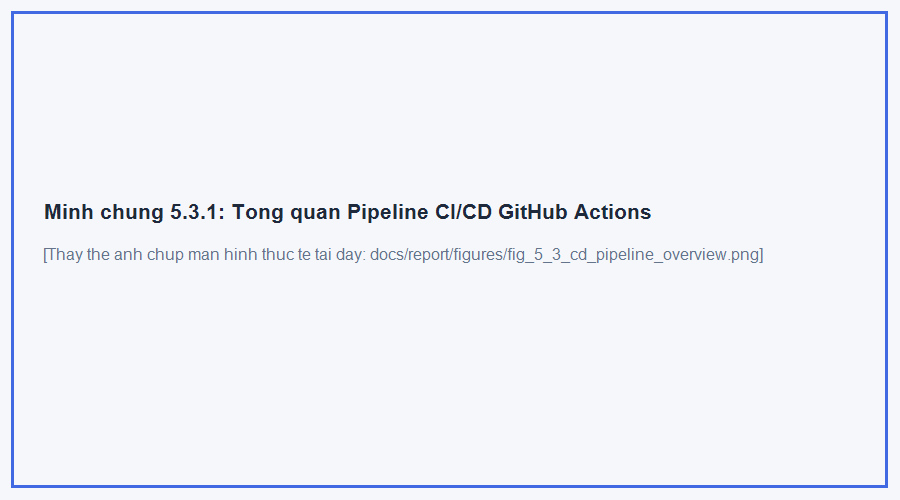 Minh chung 5.3.1: Tong quan Pipeline CI/CD GitHub Actions
[Thay the anh chup man hinh thuc te tai day: docs/report/figures/fig_5_3_cd_pipeline_overview.png]